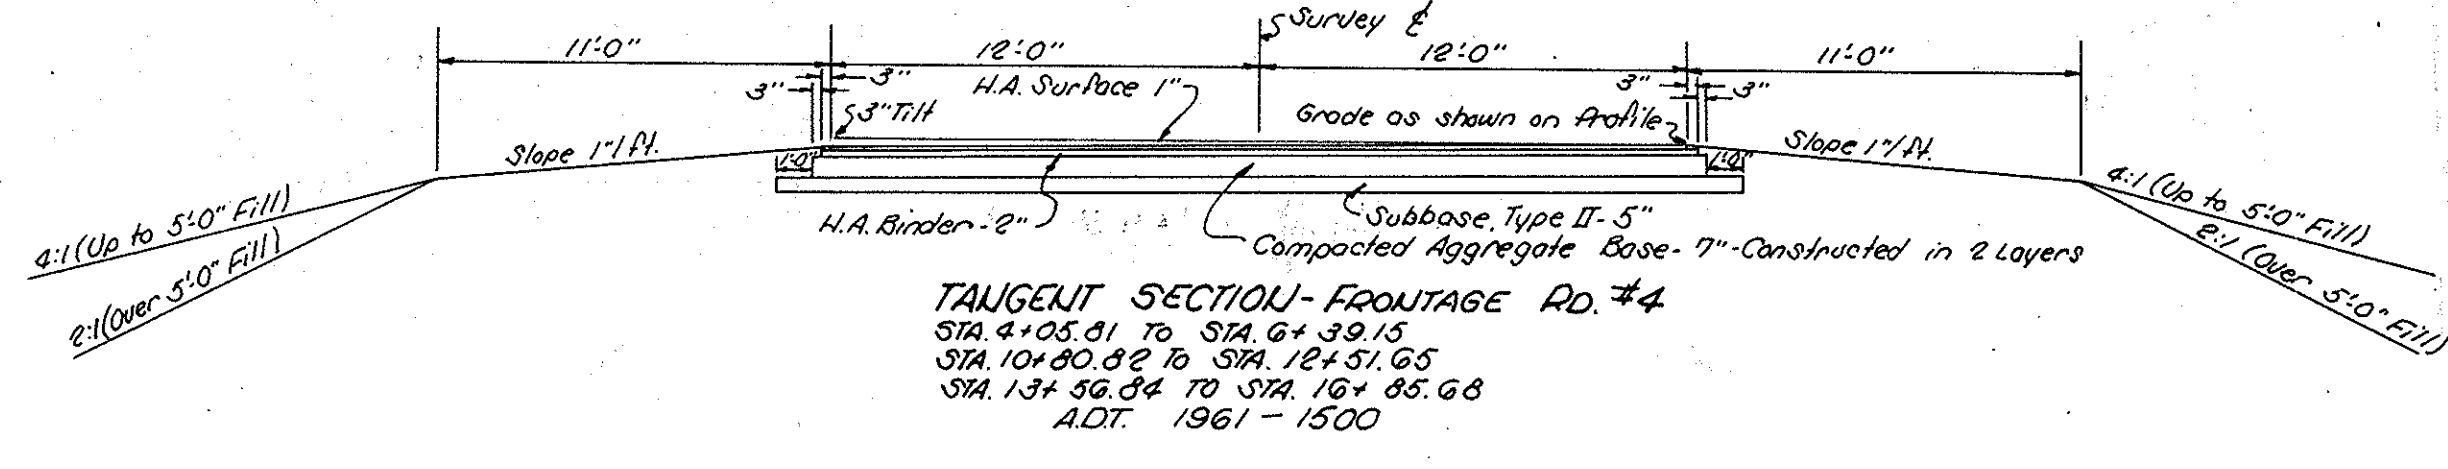 Survey ℄
11'-0" 12'-0" 12'-0" 11'-0"
3" 3" H.A. Surface 1" 3" 3"
3" Tilt Grade as shown on Profile
Slope 1"/ft. Slope 1"/ft.
1'-0" 1'-0"
4:1 (Up to 5'-0" Fill) 4:1 (Up to 5'-0" Fill)
2:1 (Over 5'-0" Fill) 2:1 (Over 5'-0" Fill)
H.A. Binder - 2" Subbase, Type II - 5"
Compacted Aggregate Base - 7" - Constructed in 2 Layers
TANGENT SECTION - FRONTAGE RD. #4
STA. 4+05.81 To STA. 6+39.15
STA. 10+80.82 To STA. 12+51.65
STA. 13+56.84 TO STA. 16+85.68
A.D.T. 1961 - 1500